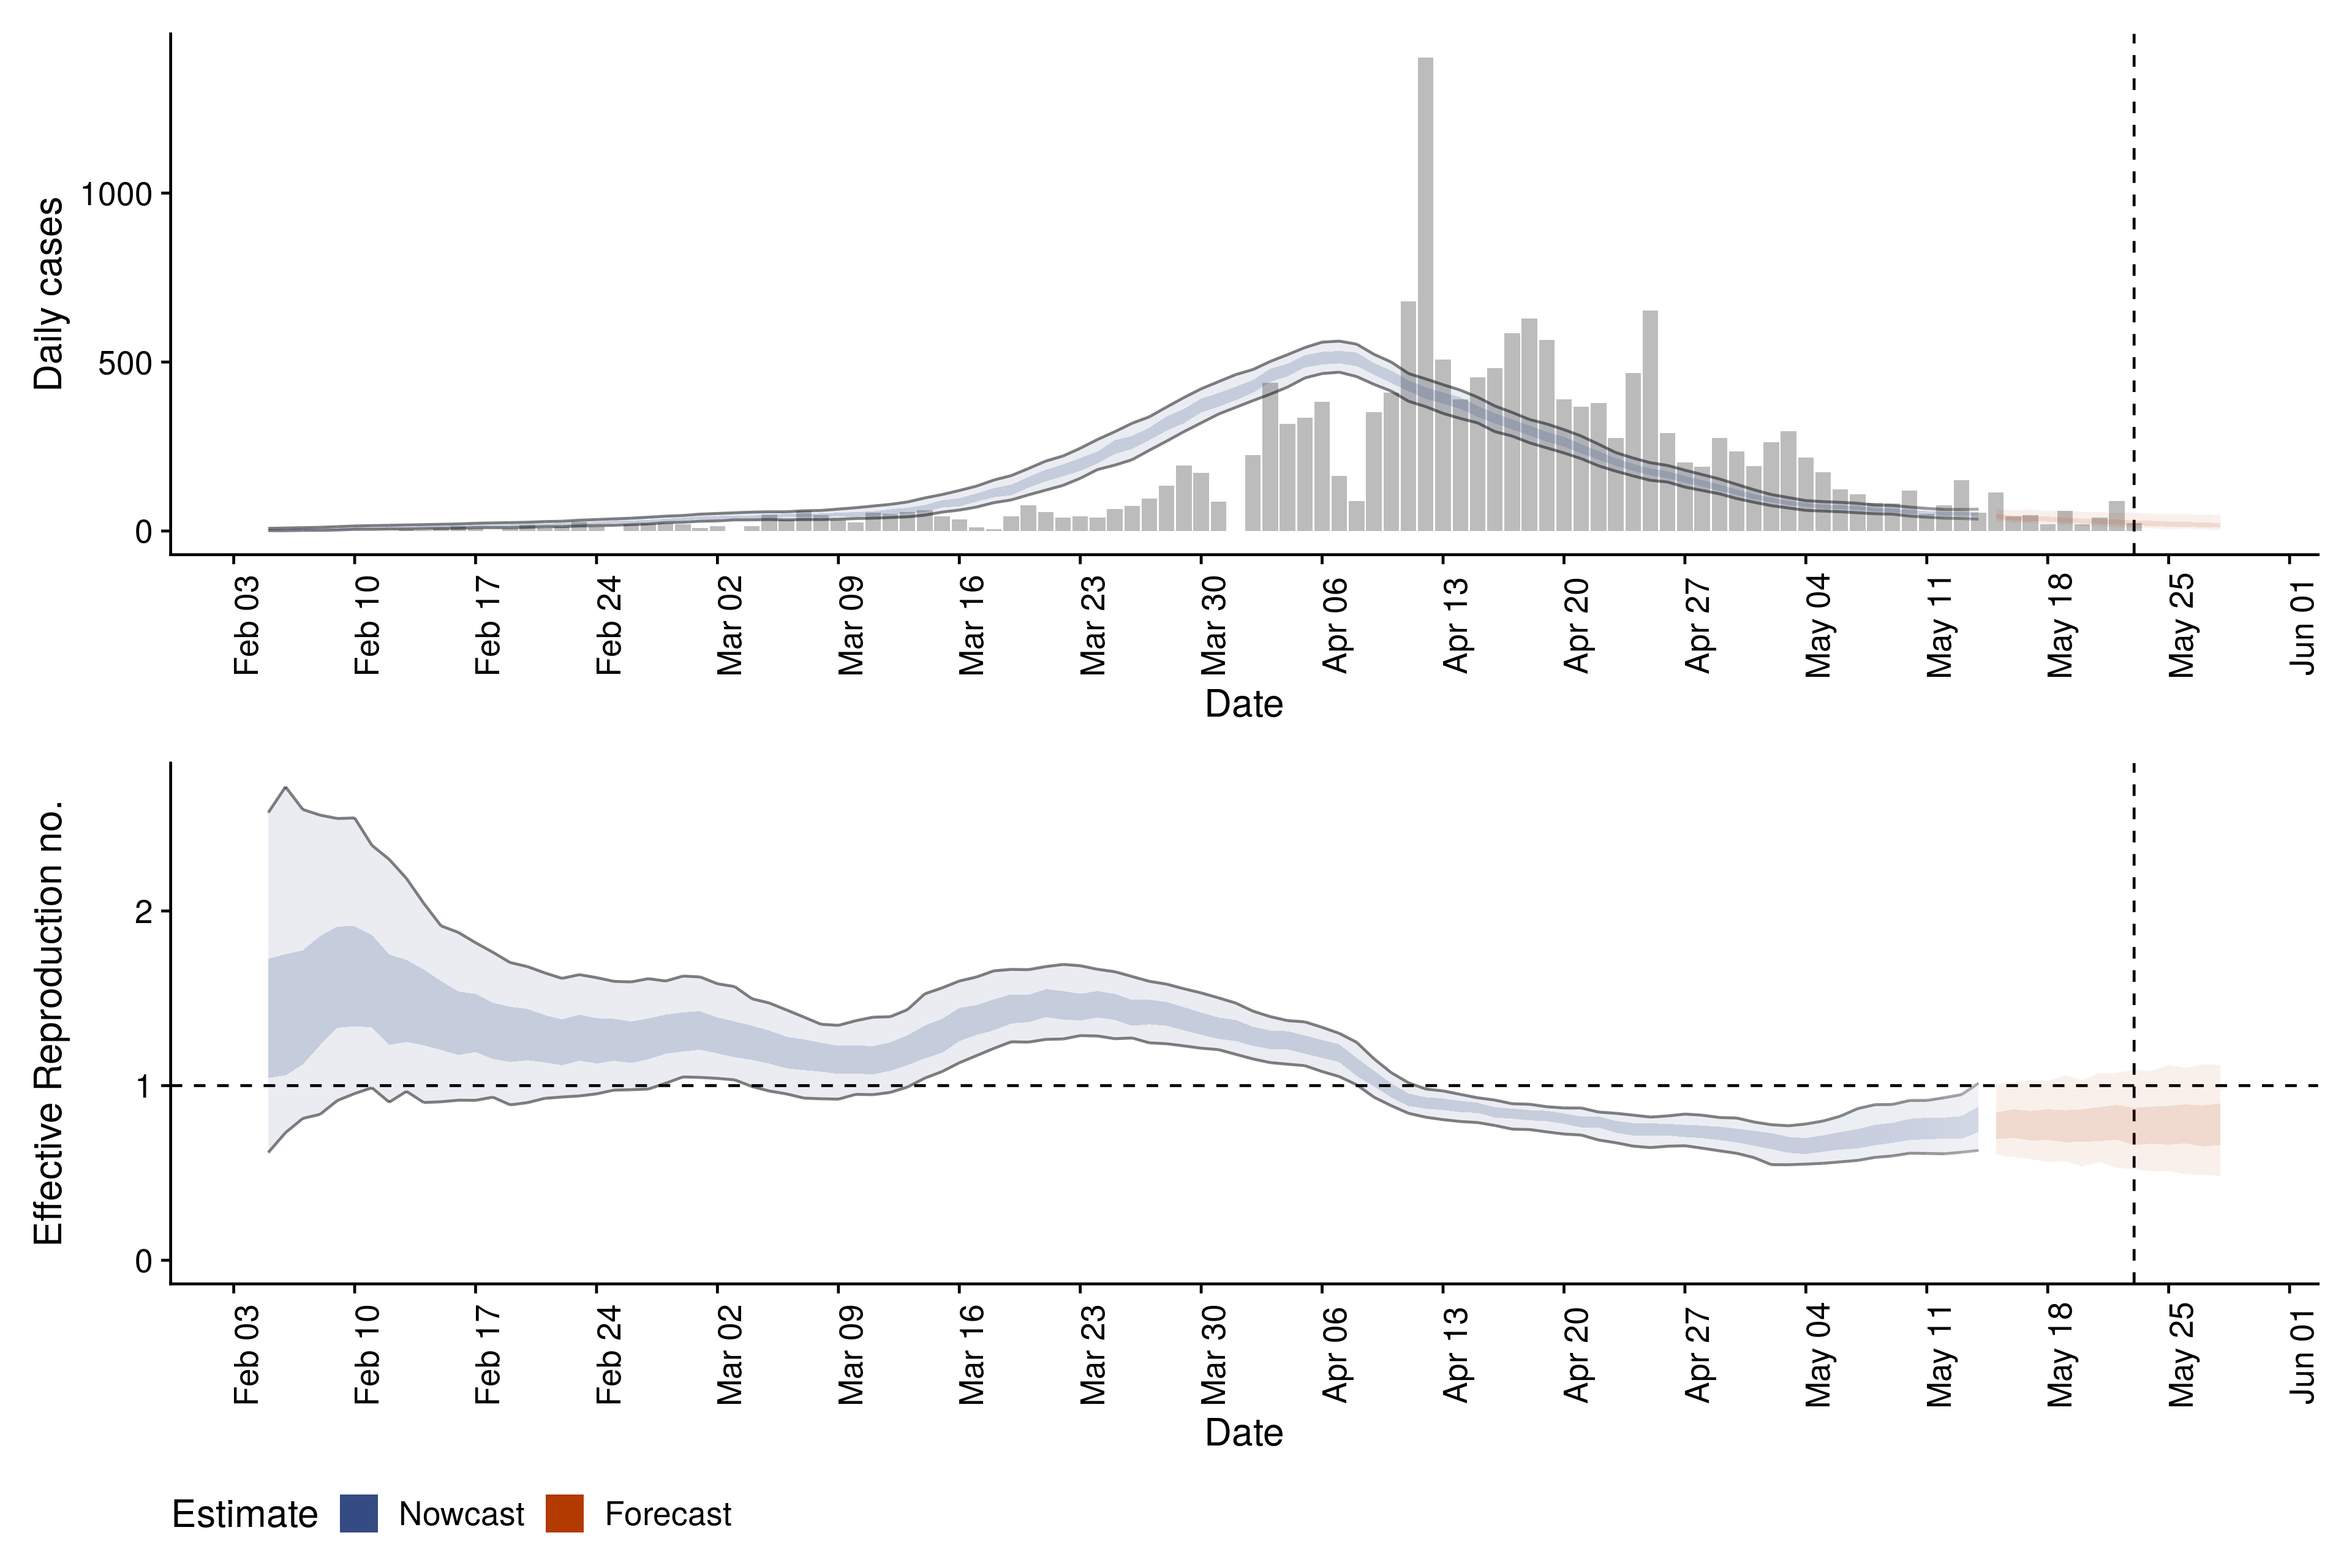 Daily cases
1000
500
0
Feb 03 Feb 10 Feb 17 Feb 24 Mar 02 Mar 09 Mar 16 Mar 23 Mar 30 Apr 06 Apr 13 Apr 20 Apr 27 May 04 May 11 May 18 May 25 Jun 01
Date
Effective Reproduction no.
2
1
0
Feb 03 Feb 10 Feb 17 Feb 24 Mar 02 Mar 09 Mar 16 Mar 23 Mar 30 Apr 06 Apr 13 Apr 20 Apr 27 May 04 May 11 May 18 May 25 Jun 01
Date
Estimate Nowcast Forecast